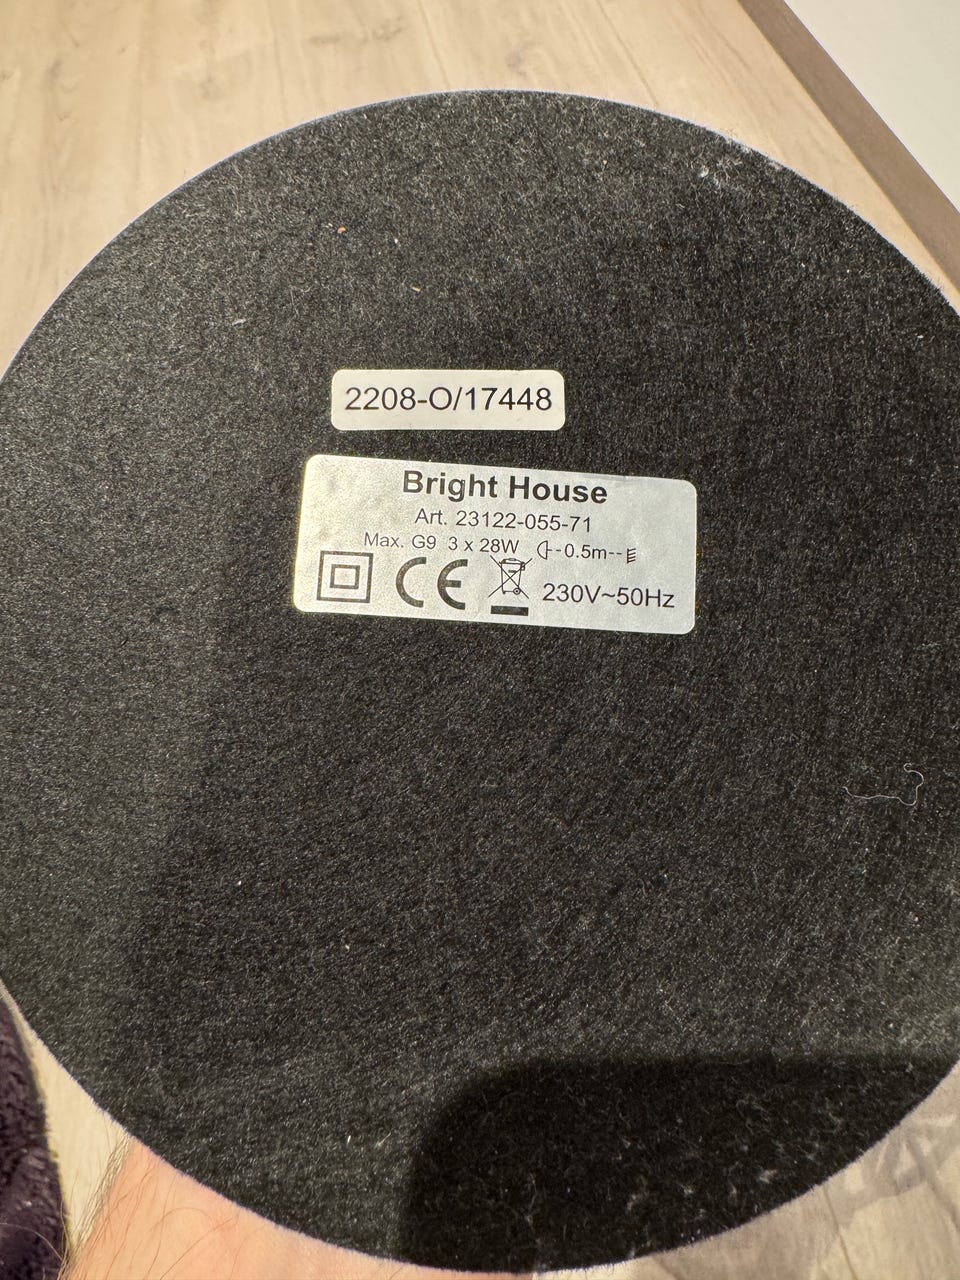 2208-O/17448
Bright House
Art. 23122-055-71
Max. G9 3 x 28W -0.5m--
CE 230V~50Hz